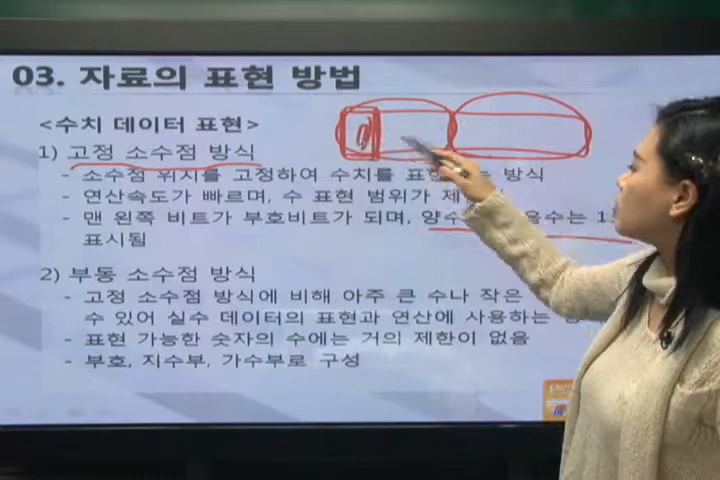 03. 자료의 표현 방법
<수치 데이터 표현>
1) 고정 소수점 방식
- 소수점 위치를 고정하여 수치를 표현 방식
- 연산속도가 빠르며, 수 표현 범위가
- 맨 왼쪽 비트가 부호비트가 되며,
표시됨
2) 부동 소수점 방식
- 고정 소수점 방식에 비해 아주 큰 수나 작은
수 있어 실수 데이터의 표현과 연산에 사용하는
- 표현 가능한 숫자의 수에는 거의 제한이 없음
- 부호, 지수부, 가수부로 구성